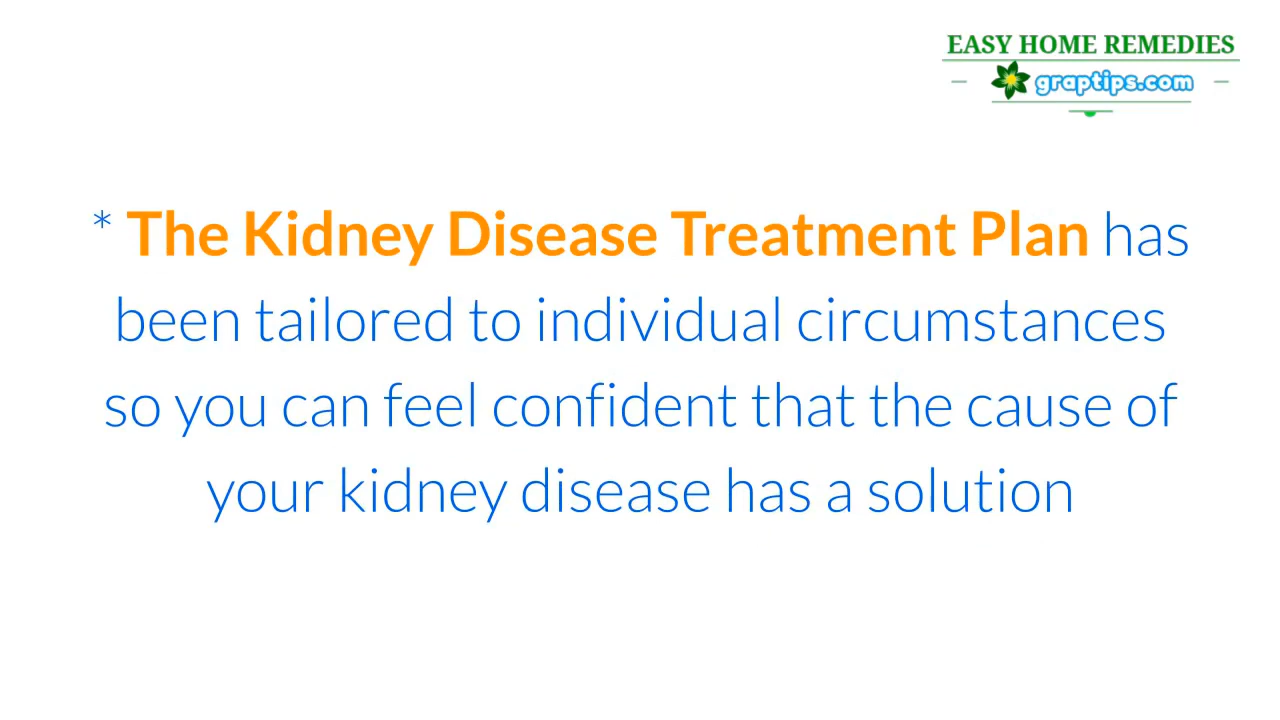 EASY HOME REMEDIES
graptips.com
* The Kidney Disease Treatment Plan has
been tailored to individual circumstances
so you can feel confident that the cause of
your kidney disease has a solution